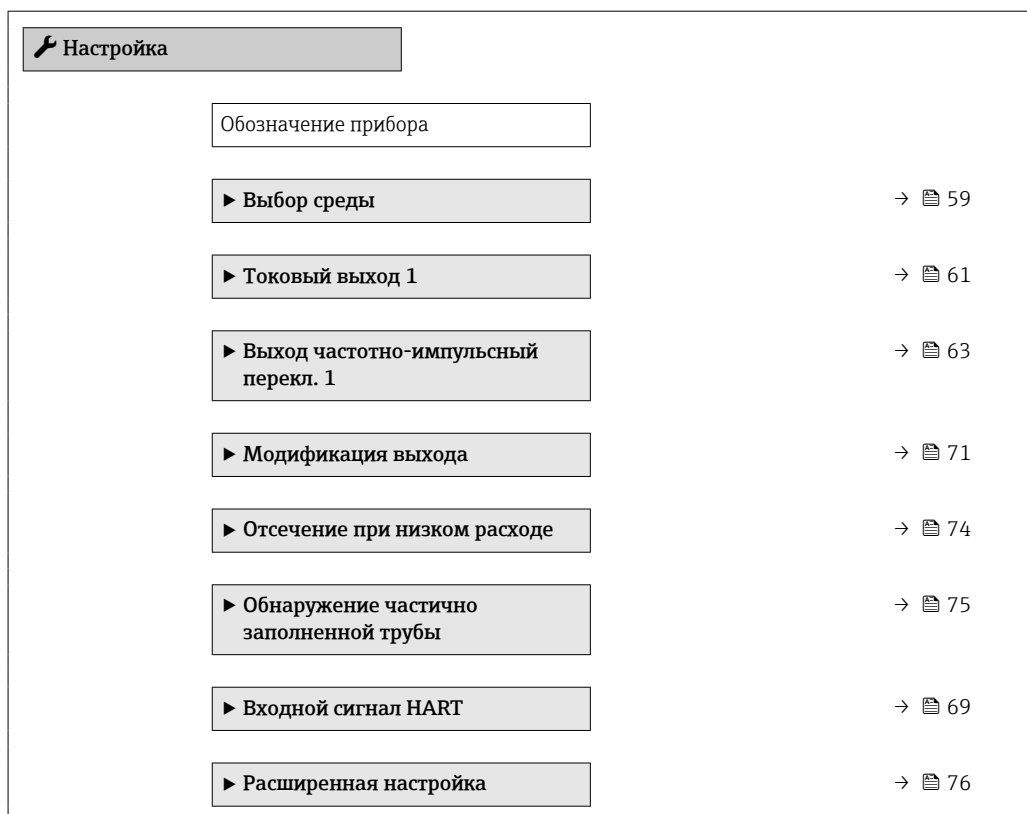 Настройка
Обозначение прибора
▶ Выбор среды → 59
▶ Токовый выход 1 → 61
▶ Выход частотно-импульсный → 63
перекл. 1
▶ Модификация выхода → 71
▶ Отсечение при низком расходе → 74
▶ Обнаружение частично → 75
заполненной трубы
▶ Входной сигнал HART → 69
▶ Расширенная настройка → 76